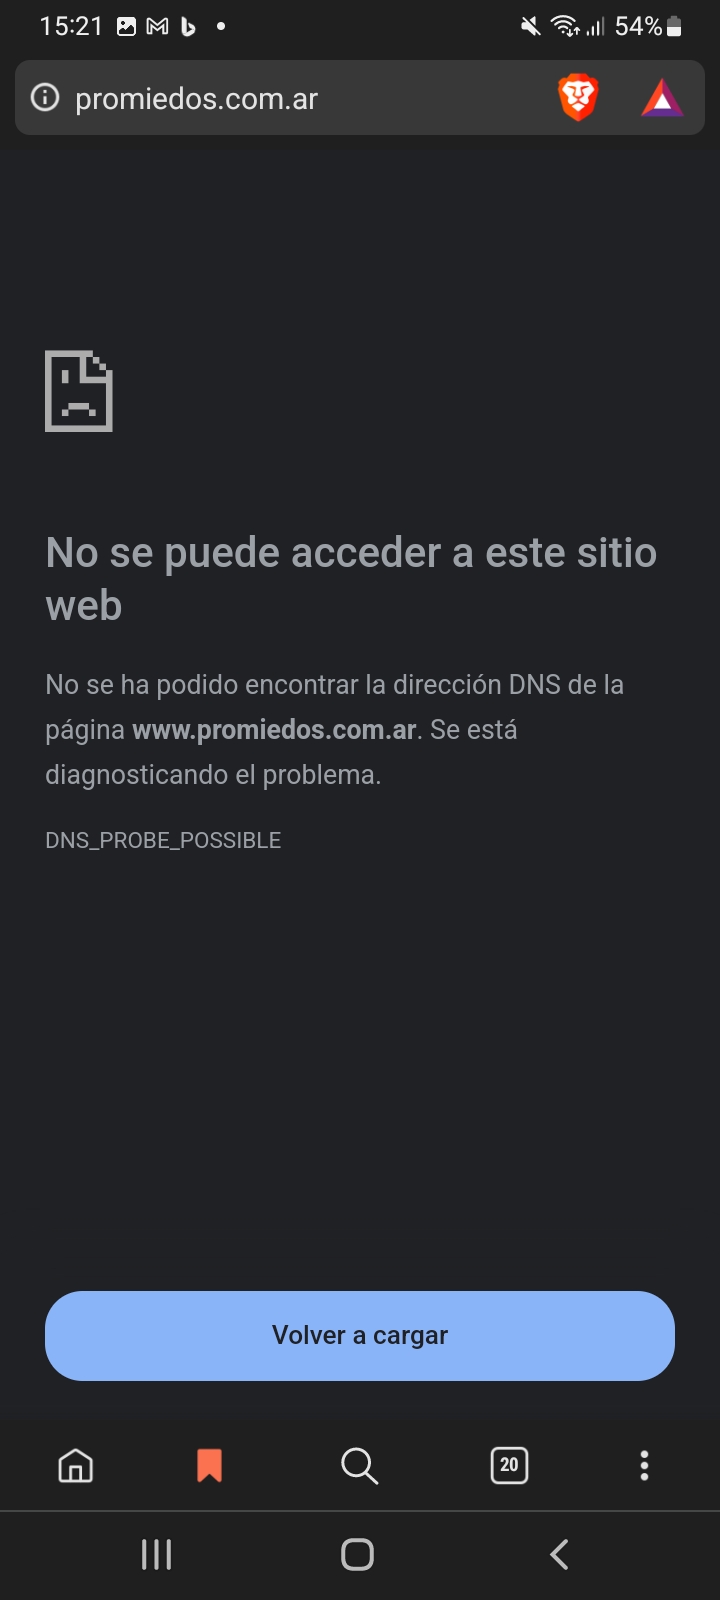 15:21
54%
promiedos.com.ar
No se puede acceder a este sitio
web
No se ha podido encontrar la dirección DNS de la
página www.promiedos.com.ar. Se está
diagnosticando el problema.
DNS_PROBE_POSSIBLE
Volver a cargar
20